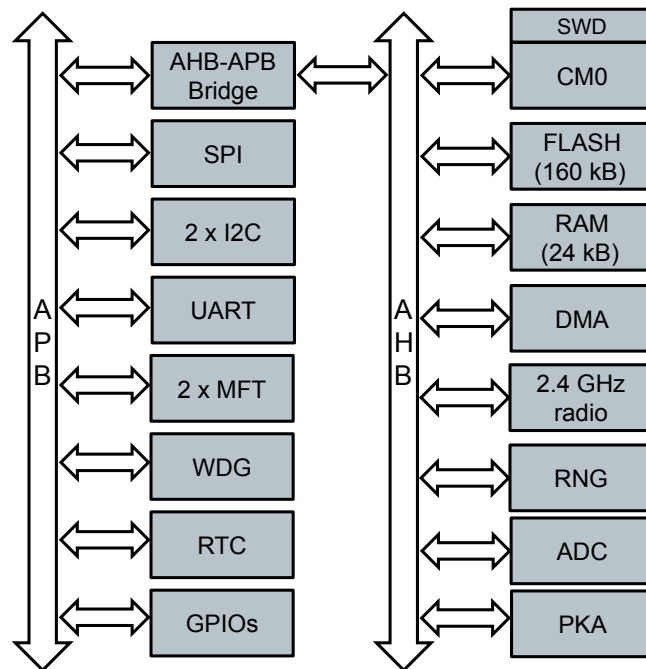 A
P
B
AHB-APB
Bridge
SPI
2 x I2C
UART
2 x MFT
WDG
RTC
GPIOs
A
H
B
SWD
CM0
FLASH
(160 kB)
RAM
(24 kB)
DMA
2.4 GHz
radio
RNG
ADC
PKA